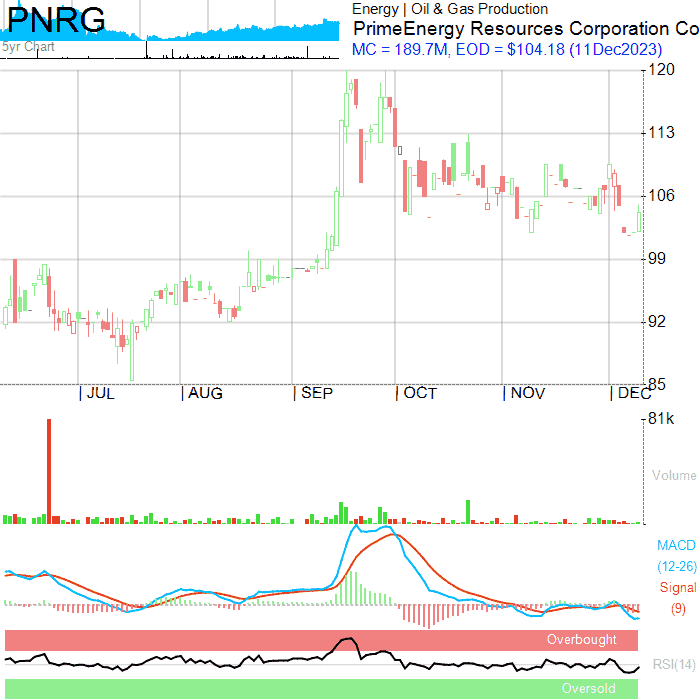 PNRG
5yr Chart
Energy | Oil & Gas Production
PrimeEnergy Resources Corporation Co
MC = 189.7M, EOD = $104.18 (11Dec2023)
120
113
106
99
92
85
| JUL
| AUG
| SEP
| OCT
| NOV
| DEC
81k
Volume
MACD
(12-26)
Signal
(9)
Overbought
RSI(14)
Oversold